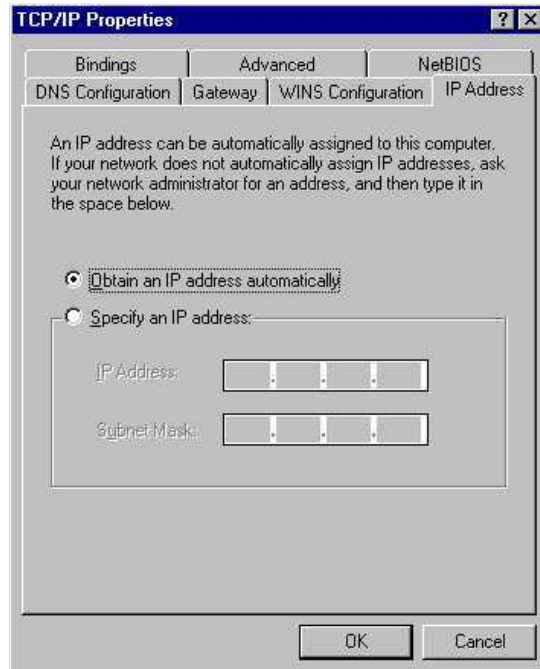 TCP/IP Properties
? X
Bindings Advanced NetBIOS
DNS Configuration Gateway WINS Configuration IP Address
An IP address can be automatically assigned to this computer.
If your network does not automatically assign IP addresses, ask
your network administrator for an address, and then type it in
the space below.
Obtain an IP address automatically
Specify an IP address:
IP Address:
. . .
Subnet Mask:
. . .
OK Cancel